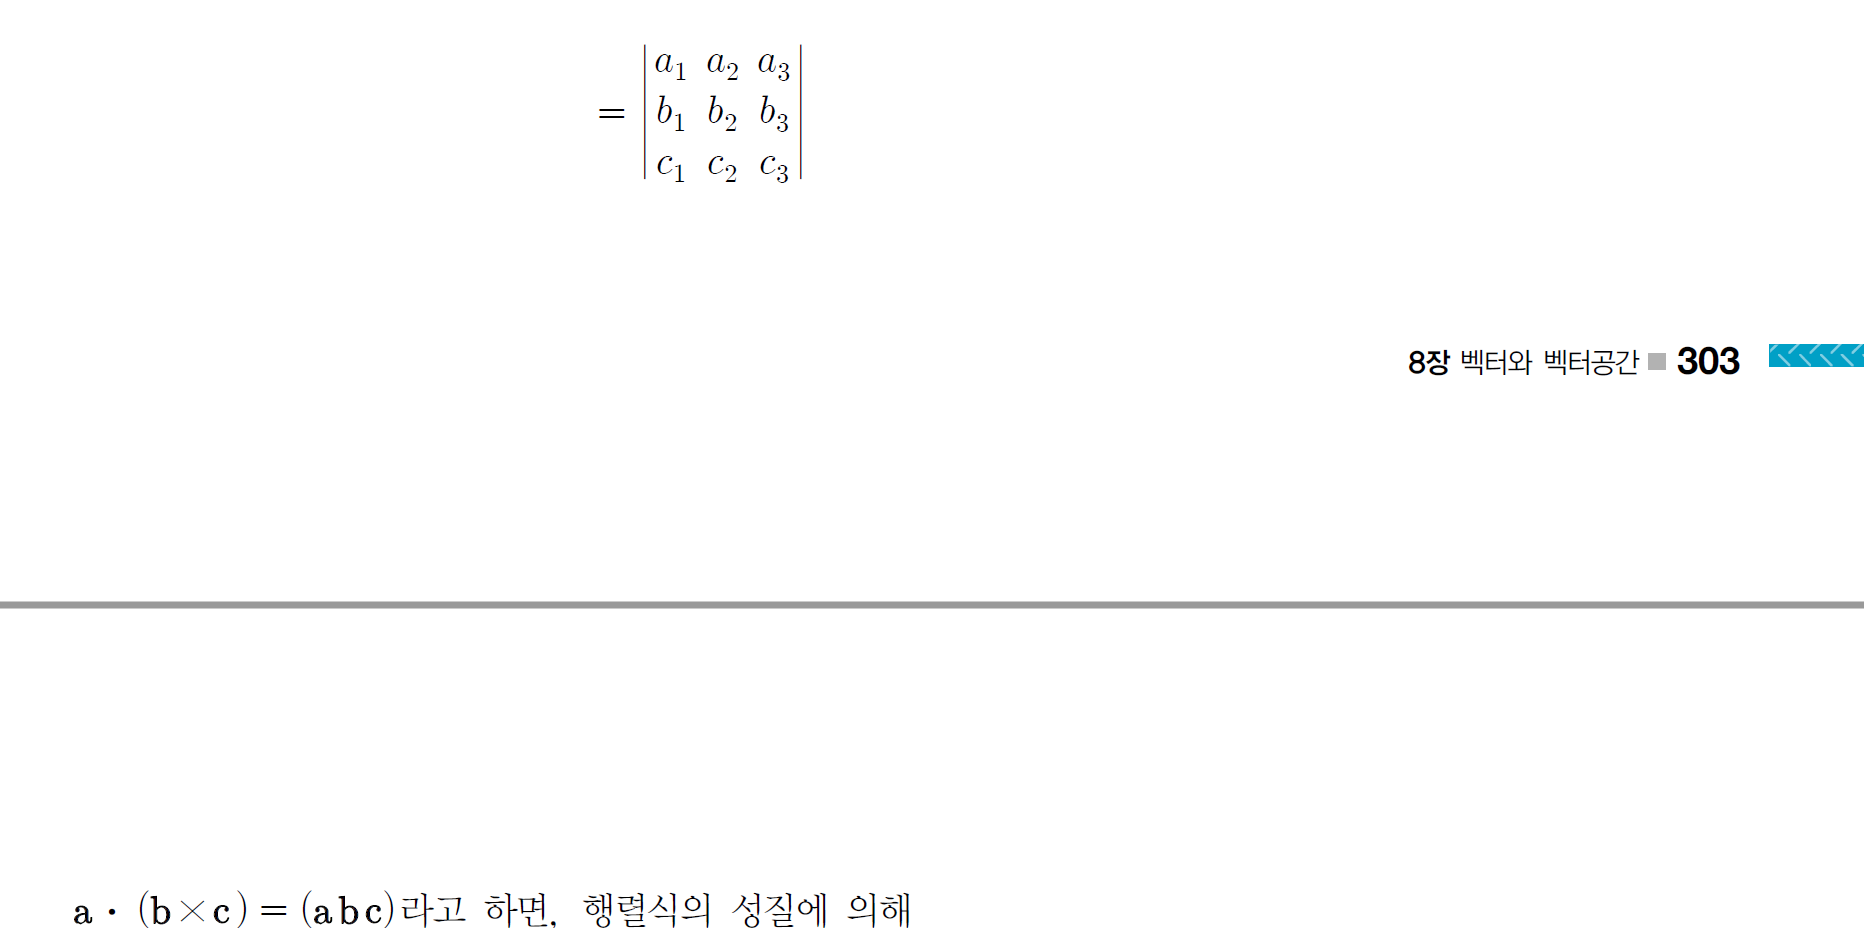 = | a₁ a₂ a₃ |
| b₁ b₂ b₃ |
| c₁ c₂ c₃ |
8장 벡터와 벡터공간 ■ 303
a · (b × c) = (a b c)라고 하면, 행렬식의 성질에 의해